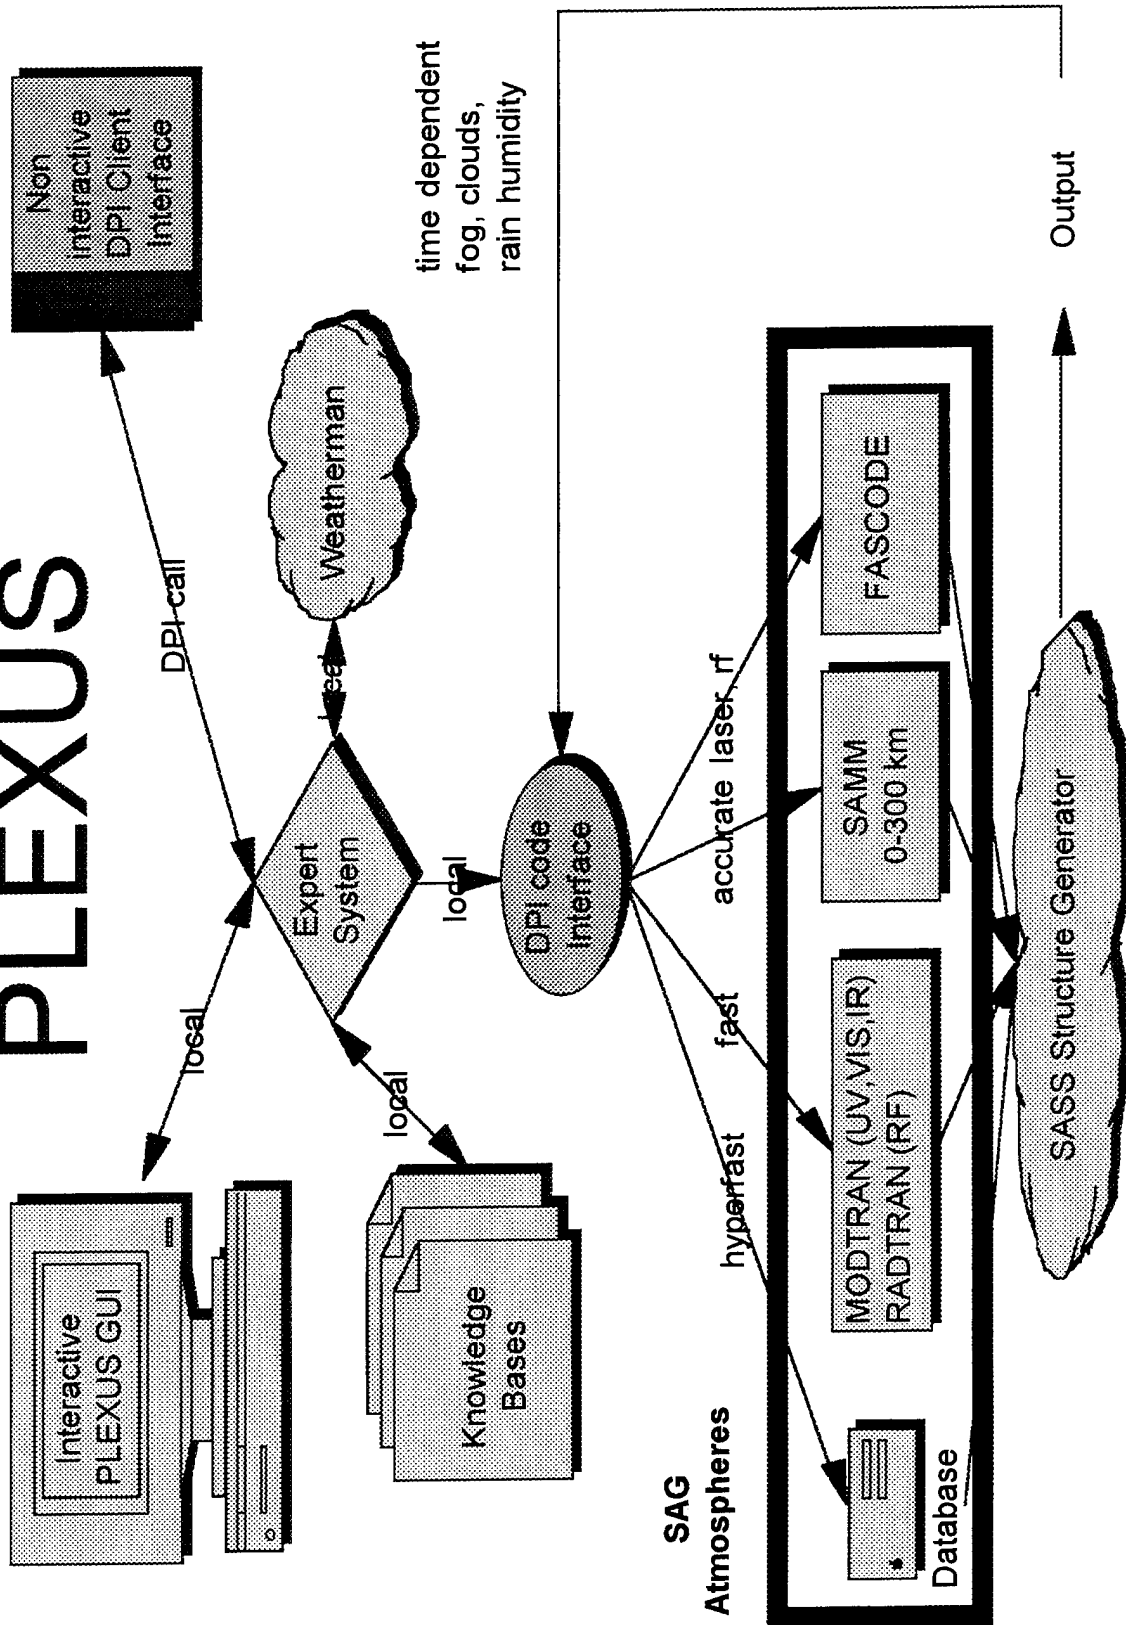 PLEXUS
Interactive
PLEXUS GUI
local
DPI call
Non
Interactive
DPI Client
Interface
Expert
System
local
Weatherman
local
Knowledge
Bases
local
time dependent
fog, clouds,
rain humidity
DPI code
Interface
SAG
Atmospheres
hyperfast
fast
accurate laser, rf
Database
MODTRAN (UV,VIS,IR)
RADTRAN (RF)
SAMM
0-300 km
FASCODE
SASS Structure Generator
Output